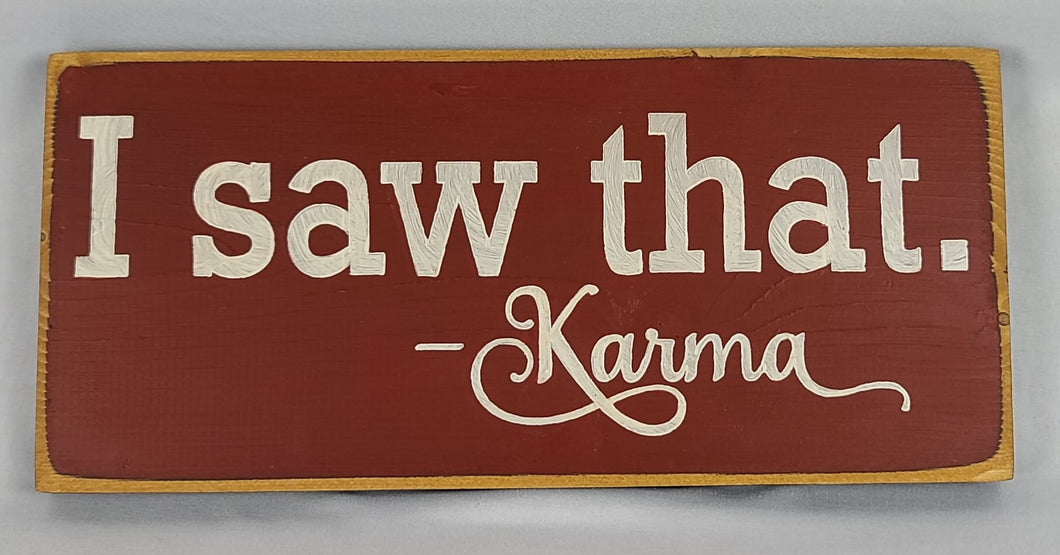 I saw that.
– Karma